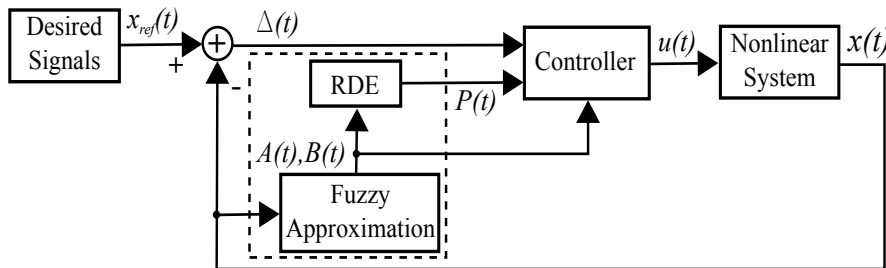 Desired
Signals
x_ref(t)
+
-
Δ(t)
RDE
P(t)
A(t),B(t)
Fuzzy
Approximation
Controller
u(t)
Nonlinear
System
x(t)